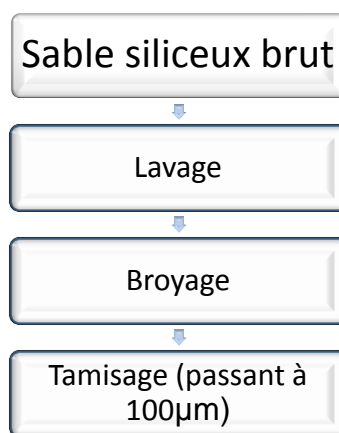 Sable siliceux brut
Lavage
Broyage
Tamisage (passant à
100µm)